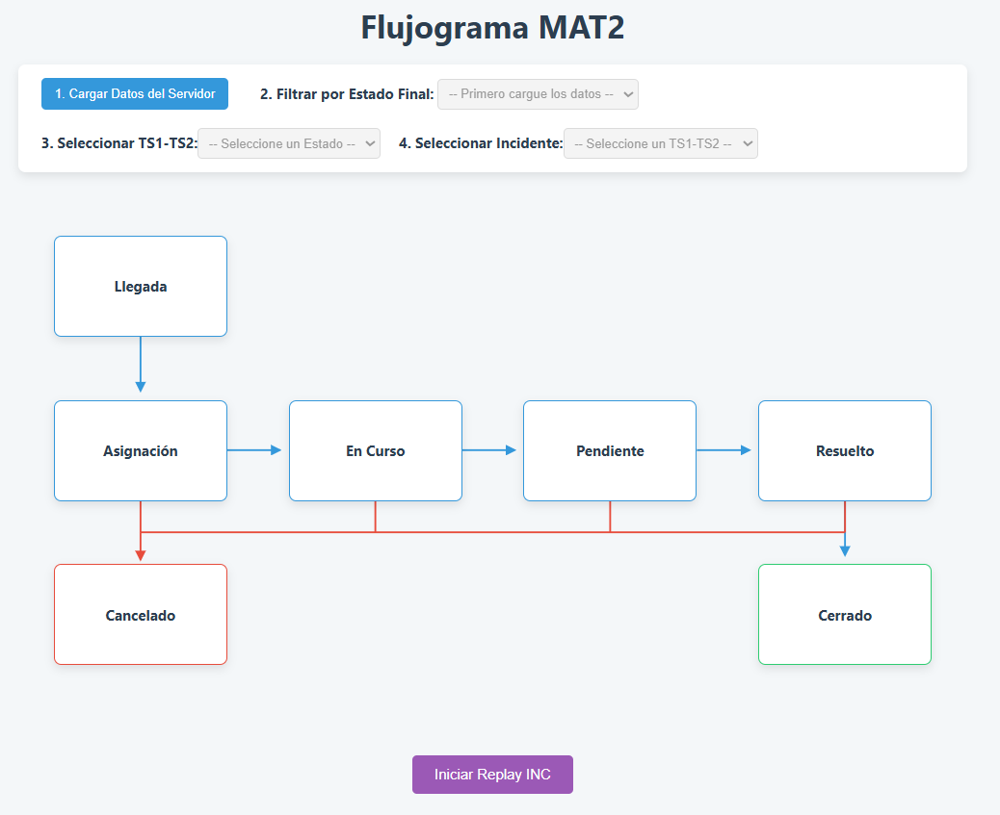 Flujograma MAT2
1. Cargar Datos del Servidor
2. Filtrar por Estado Final: -- Primero cargue los datos --
3. Seleccionar TS1-TS2: -- Seleccione un Estado --
4. Seleccionar Incidente: -- Seleccione un TS1-TS2 --
Llegada
Asignación
En Curso
Pendiente
Resuelto
Cancelado
Cerrado
Iniciar Replay INC